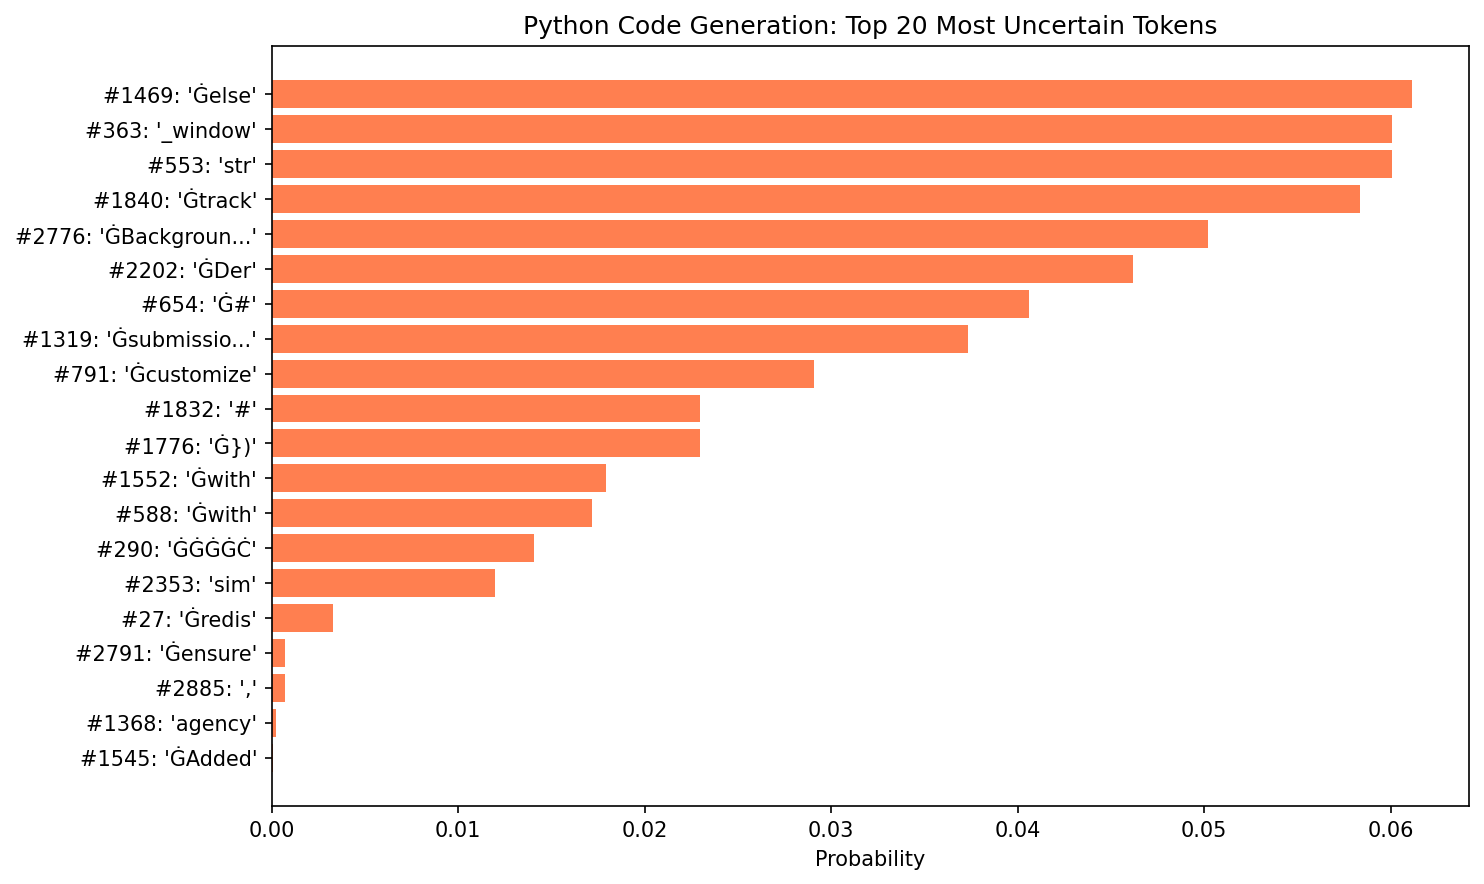 Python Code Generation: Top 20 Most Uncertain Tokens
#1469: 'Ġelse'
#363: '_window'
#553: 'str'
#1840: 'Ġtrack'
#2776: 'ĠBackgroun...'
#2202: 'ĠDer'
#654: 'Ġ#'
#1319: 'Ġsubmissio...'
#791: 'Ġcustomize'
#1832: '#'
#1776: 'Ġ})'
#1552: 'Ġwith'
#588: 'Ġwith'
#290: 'ĠĠĠĠĊ'
#2353: 'sim'
#27: 'Ġredis'
#2791: 'Ġensure'
#2885: ','
#1368: 'agency'
#1545: 'ĠAdded'
0.00 0.01 0.02 0.03 0.04 0.05 0.06
Probability